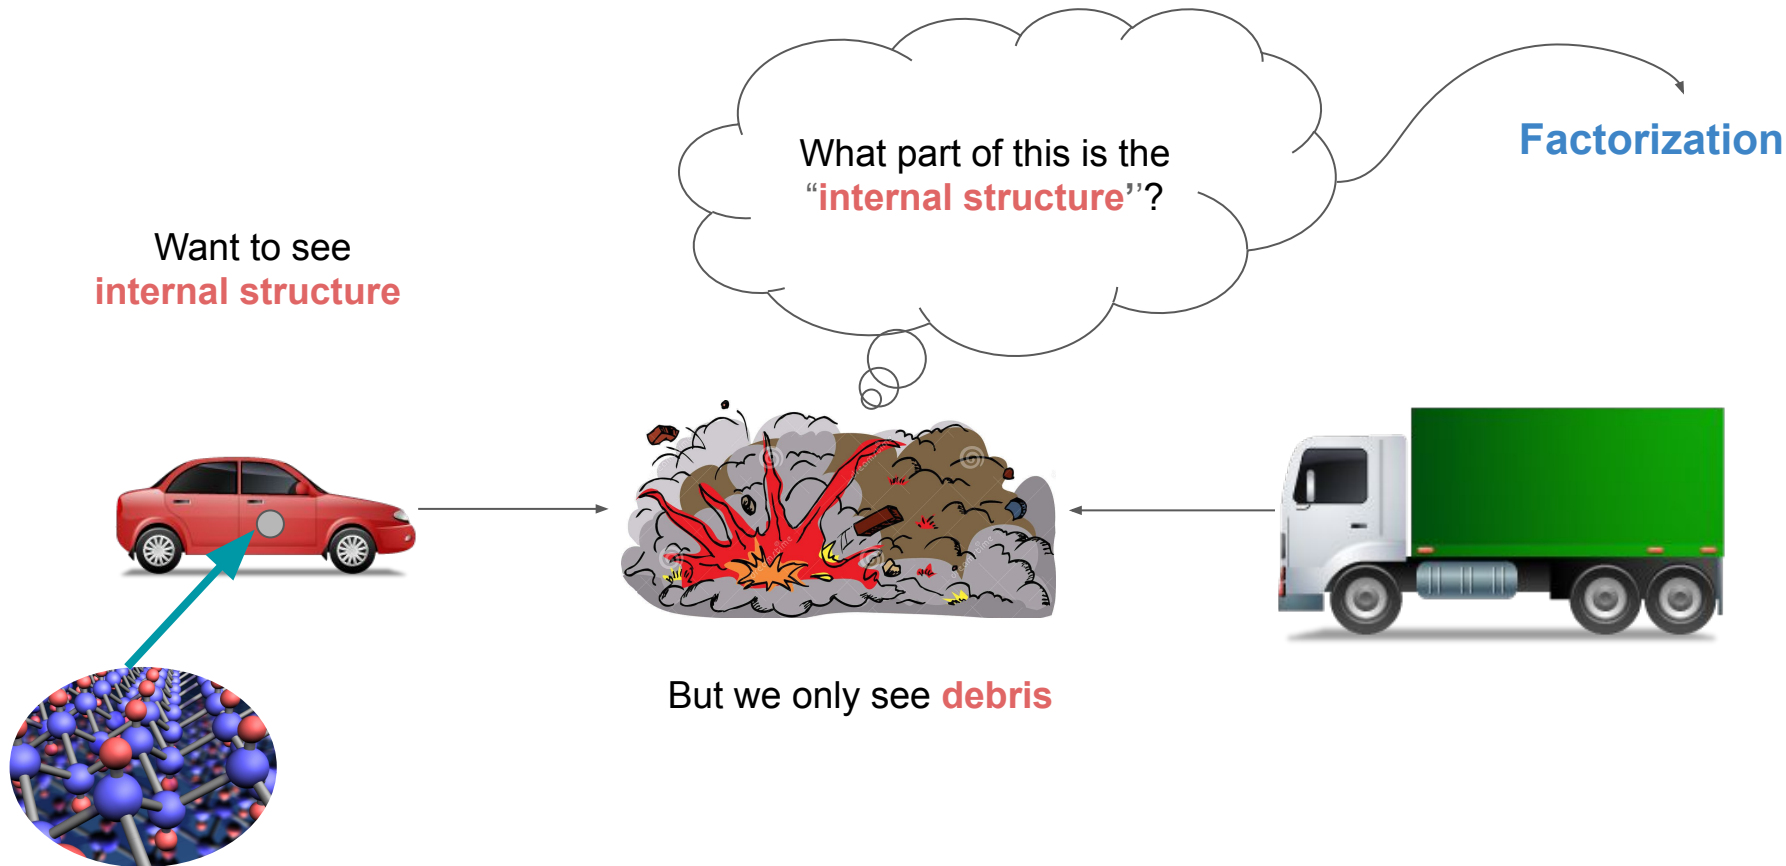 What part of this is the
“internal structure’’?
Factorization
Want to see
internal structure
But we only see debris